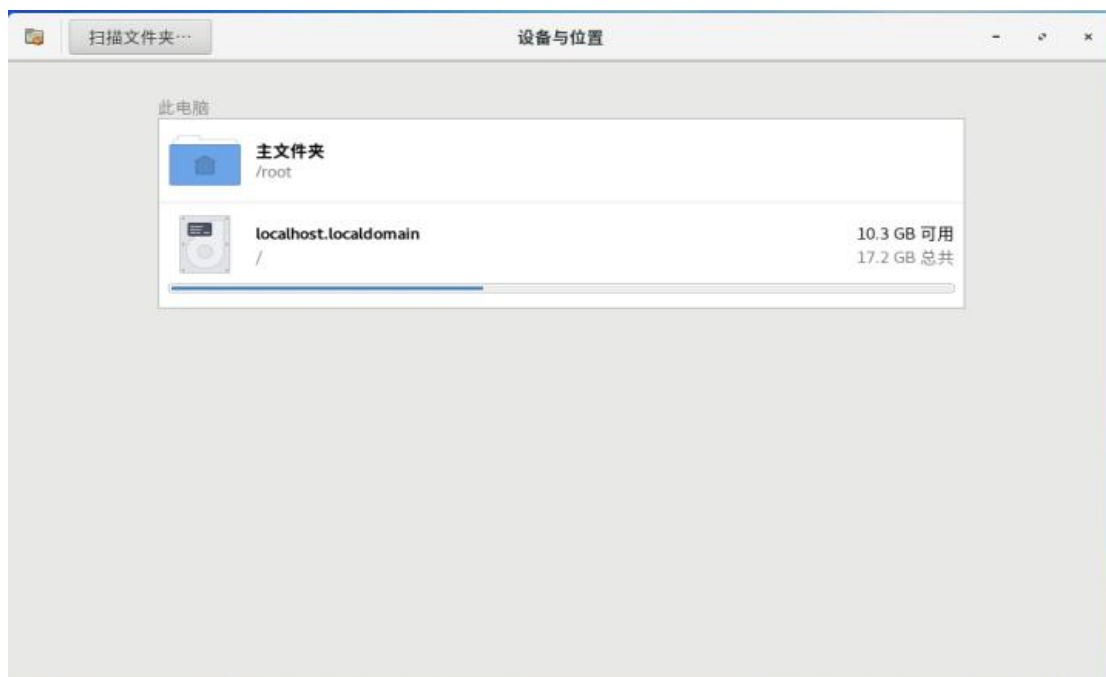 扫描文件夹…
设备与位置
此电脑
主文件夹
/root
localhost.localdomain
10.3 GB 可用
/
17.2 GB 总共